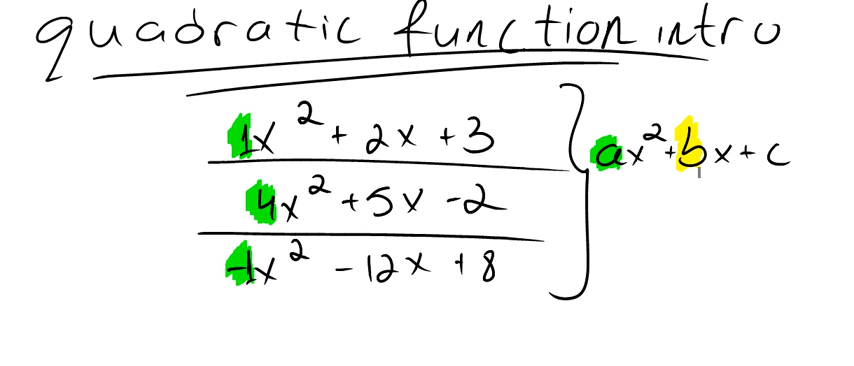 quadratic function intro
1x² + 2x + 3
ax² + bx + c
4x² + 5x - 2
-1x² - 12x + 8